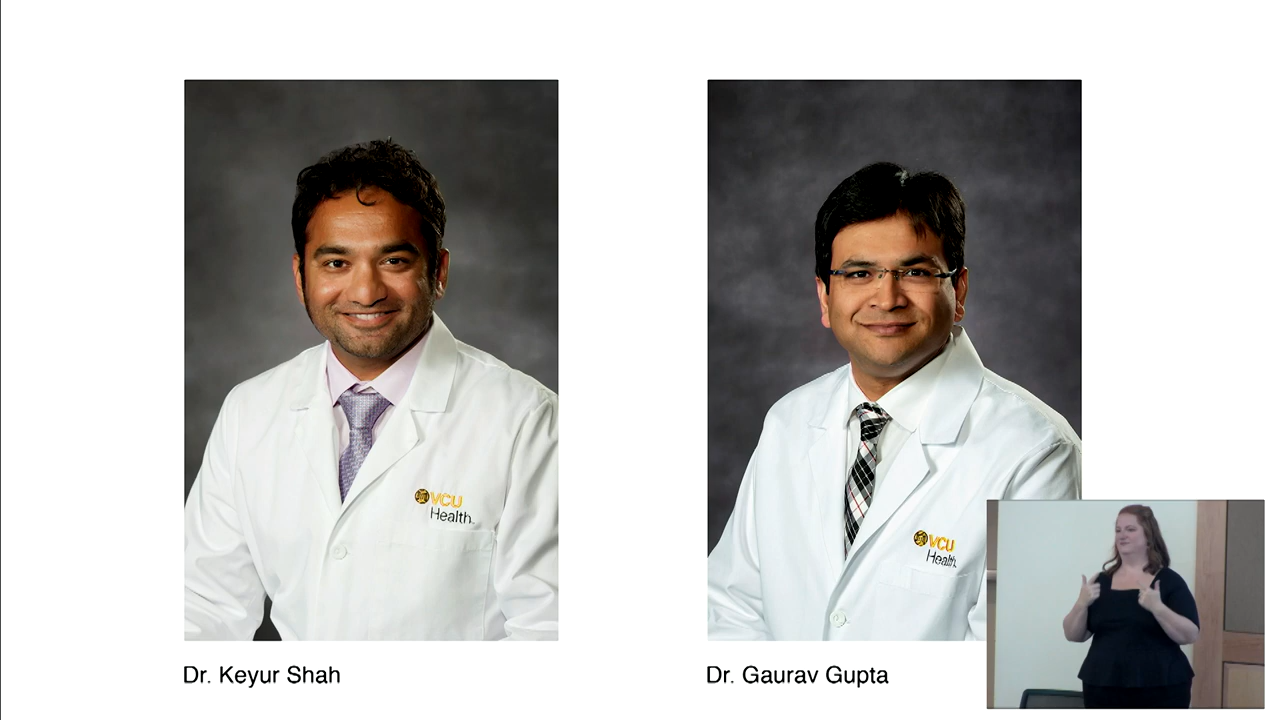 VCU
Health
VCU
Health
Dr. Keyur Shah
Dr. Gaurav Gupta